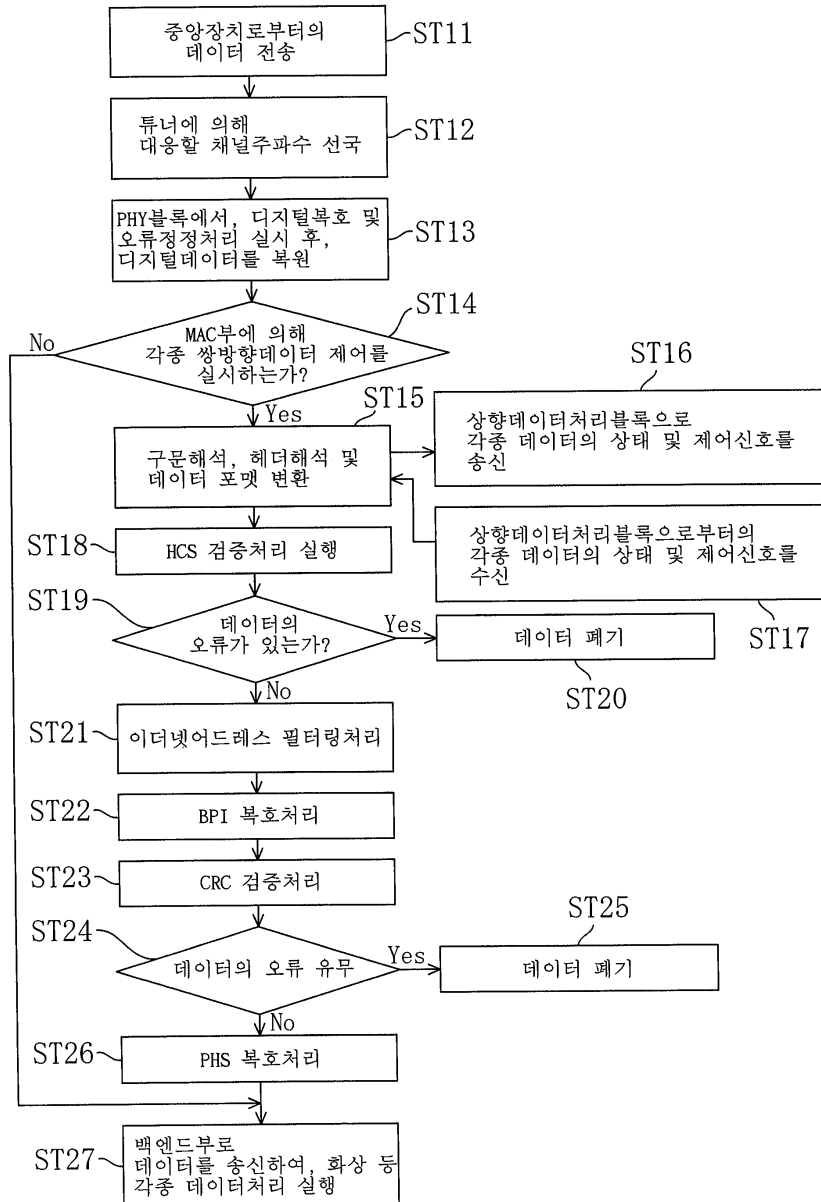 중앙장치로부터의
데이터 전송
ST11
튜너에 의해
대응할 채널주파수 선국
ST12
PHY블록에서, 디지털복호 및
오류정정처리 실시 후,
디지털데이터를 복원
ST13
ST14
MAC부에 의해
각종 쌍방향데이터 제어를
실시하는가?
No
Yes
ST15
구문해석, 헤더해석 및
데이터 포맷 변환
ST16
상향데이터처리블록으로
각종 데이터의 상태 및 제어신호를
송신
상향데이터처리블록으로부터의
각종 데이터의 상태 및 제어신호를
수신
ST17
ST18
HCS 검증처리 실행
ST19
데이터의
오류가 있는가?
Yes
데이터 폐기
ST20
No
ST21
이더넷어드레스 필터링처리
ST22
BPI 복호처리
ST23
CRC 검증처리
ST24
데이터의 오류 유무
Yes
ST25
데이터 폐기
No
ST26
PHS 복호처리
ST27
백엔드부로
데이터를 송신하여, 화상 등
각종 데이터처리 실행